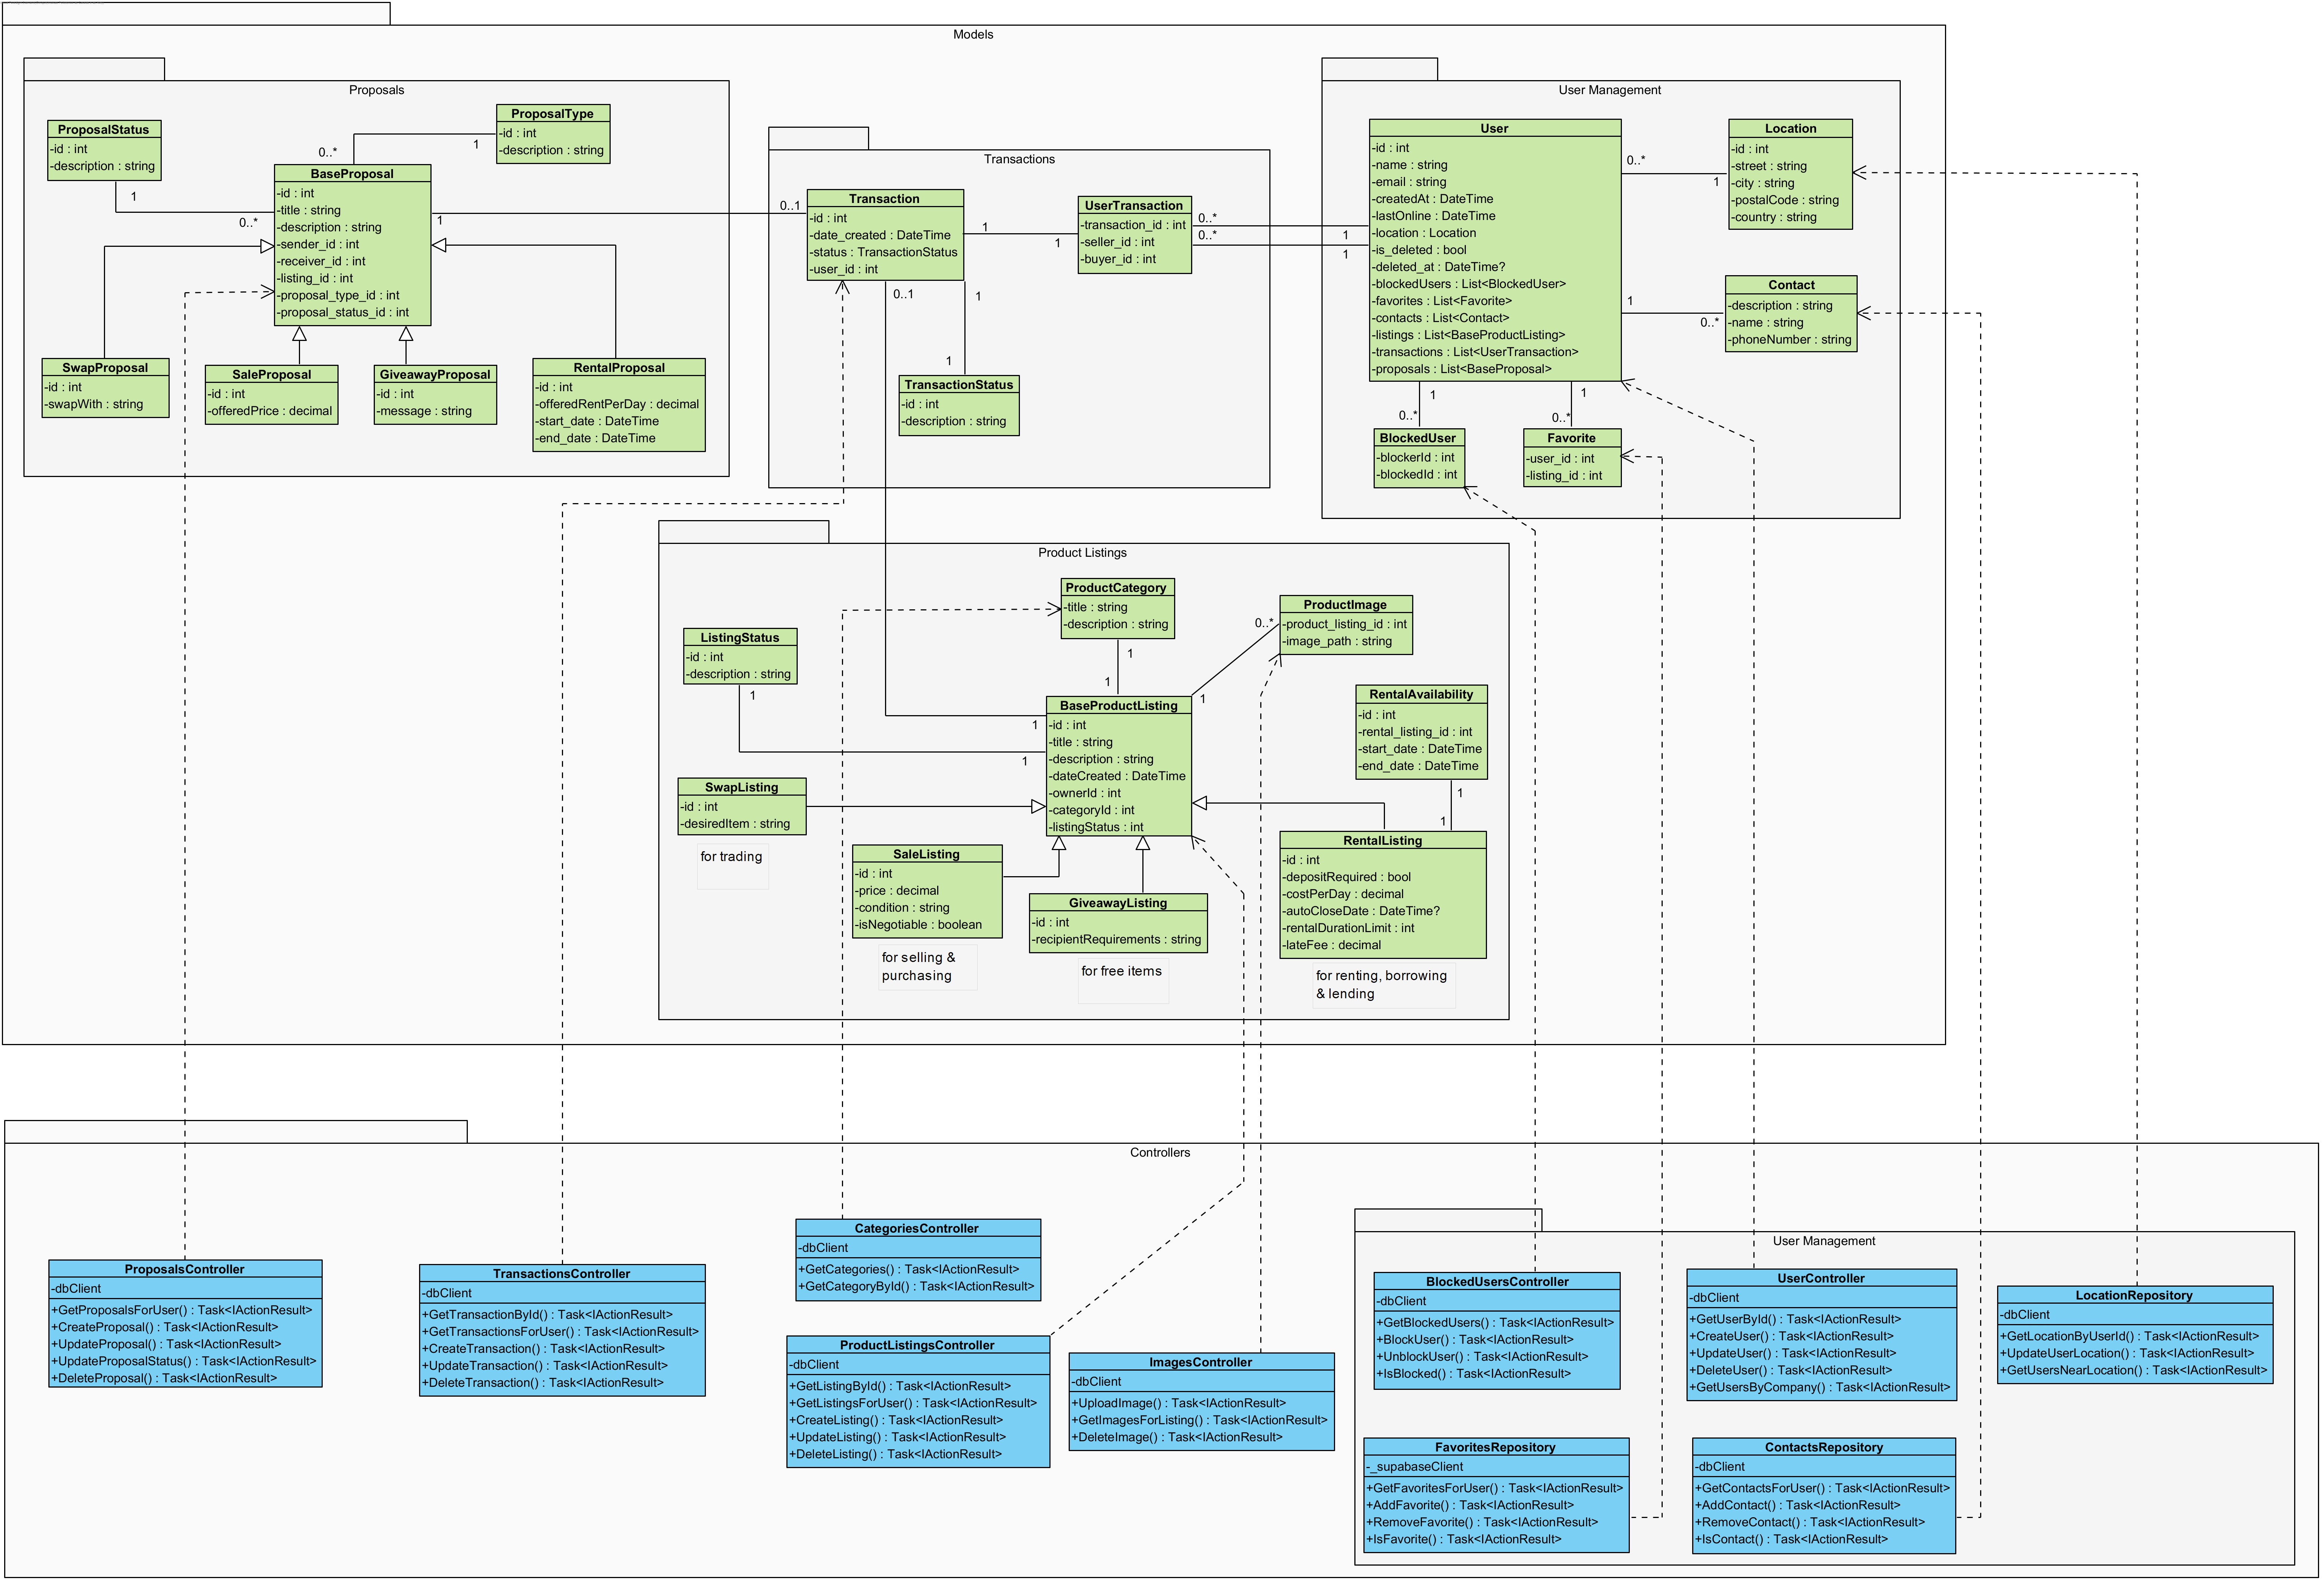 Models
Proposals
ProposalStatus
-id : int
-description : string
ProposalType
-id : int
-description : string
1
0..*
0..*
1
BaseProposal
-id : int
-title : string
-description : string
-sender_id : int
-receiver_id : int
-listing_id : int
-proposal_type_id : int
-proposal_status_id : int
1
0..1
SwapProposal
-id : int
-swapWith : string
SaleProposal
-id : int
-offeredPrice : decimal
GiveawayProposal
-id : int
-message : string
RentalProposal
-id : int
-offeredRentPerDay : decimal
-start_date : DateTime
-end_date : DateTime
Transactions
Transaction
-id : int
-date_created : DateTime
-status : TransactionStatus
-user_id : int
1
1
UserTransaction
-transaction_id : int
-seller_id : int
-buyer_id : int
0..*
0..*
1
1
0..1
1
1
TransactionStatus
-id : int
-description : string
User Management
User
-id : int
-name : string
-email : string
-createdAt : DateTime
-lastOnline : DateTime
-location : Location
-is_deleted : bool
-deleted_at : DateTime?
-blockedUsers : List<BlockedUser>
-favorites : List<Favorite>
-contacts : List<Contact>
-listings : List<BaseProductListing>
-transactions : List<UserTransaction>
-proposals : List<BaseProposal>
0..*
1
Location
-id : int
-street : string
-city : string
-postalCode : string
-country : string
1
0..*
Contact
-description : string
-name : string
-phoneNumber : string
1
0..*
1
0..*
BlockedUser
-blockerId : int
-blockedId : int
Favorite
-user_id : int
-listing_id : int
Product Listings
ProductCategory
-title : string
-description : string
ProductImage
-product_listing_id : int
-image_path : string
0..*
ListingStatus
-id : int
-description : string
1
1
1
1
1
1
BaseProductListing
-id : int
-title : string
-description : string
-dateCreated : DateTime
-ownerId : int
-categoryId : int
-listingStatus : int
RentalAvailability
-id : int
-rental_listing_id : int
-start_date : DateTime
-end_date : DateTime
1
1
SwapListing
-id : int
-desiredItem : string
for trading
SaleListing
-id : int
-price : decimal
-condition : string
-isNegotiable : boolean
for selling &
purchasing
GiveawayListing
-id : int
-recipientRequirements : string
for free items
RentalListing
-id : int
-depositRequired : bool
-costPerDay : decimal
-autoCloseDate : DateTime?
-rentalDurationLimit : int
-lateFee : decimal
for renting, borrowing
& lending
Controllers
ProposalsController
-dbClient
+GetProposalsForUser() : Task<IActionResult>
+CreateProposal() : Task<IActionResult>
+UpdateProposal() : Task<IActionResult>
+UpdateProposalStatus() : Task<IActionResult>
+DeleteProposal() : Task<IActionResult>
TransactionsController
-dbClient
+GetTransactionById() : Task<IActionResult>
+GetTransactionsForUser() : Task<IActionResult>
+CreateTransaction() : Task<IActionResult>
+UpdateTransaction() : Task<IActionResult>
+DeleteTransaction() : Task<IActionResult>
CategoriesController
-dbClient
+GetCategories() : Task<IActionResult>
+GetCategoryById() : Task<IActionResult>
ProductListingsController
-dbClient
+GetListingById() : Task<IActionResult>
+GetListingsForUser() : Task<IActionResult>
+CreateListing() : Task<IActionResult>
+UpdateListing() : Task<IActionResult>
+DeleteListing() : Task<IActionResult>
ImagesController
-dbClient
+UploadImage() : Task<IActionResult>
+GetImagesForListing() : Task<IActionResult>
+DeleteImage() : Task<IActionResult>
User Management
BlockedUsersController
-dbClient
+GetBlockedUsers() : Task<IActionResult>
+BlockUser() : Task<IActionResult>
+UnblockUser() : Task<IActionResult>
+IsBlocked() : Task<IActionResult>
UserController
-dbClient
+GetUserById() : Task<IActionResult>
+CreateUser() : Task<IActionResult>
+UpdateUser() : Task<IActionResult>
+DeleteUser() : Task<IActionResult>
+GetUsersByCompany() : Task<IActionResult>
LocationRepository
-dbClient
+GetLocationByUserId() : Task<IActionResult>
+UpdateUserLocation() : Task<IActionResult>
+GetUsersNearLocation() : Task<IActionResult>
FavoritesRepository
-_supabaseClient
+GetFavoritesForUser() : Task<IActionResult>
+AddFavorite() : Task<IActionResult>
+RemoveFavorite() : Task<IActionResult>
+IsFavorite() : Task<IActionResult>
ContactsRepository
-dbClient
+GetContactsForUser() : Task<IActionResult>
+AddContact() : Task<IActionResult>
+RemoveContact() : Task<IActionResult>
+IsContact() : Task<IActionResult>